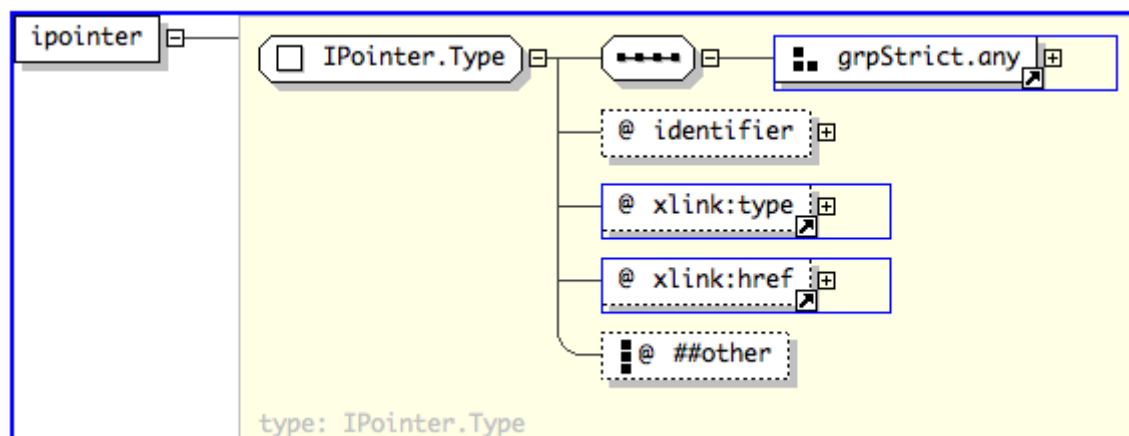 ipointer
IPointer.Type
grpStrict.any
@ identifier
@ xlink:type
@ xlink:href
@ ##other
type: IPointer.Type